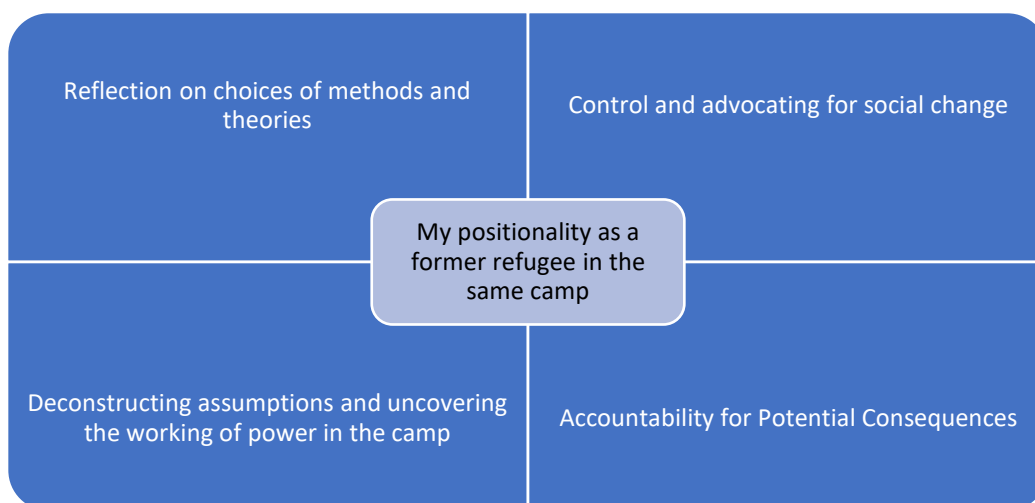 Reflection on choices of methods and
theories
Control and advocating for social change
My positionality as a
former refugee in the
same camp
Deconstructing assumptions and uncovering
the working of power in the camp
Accountability for Potential Consequences